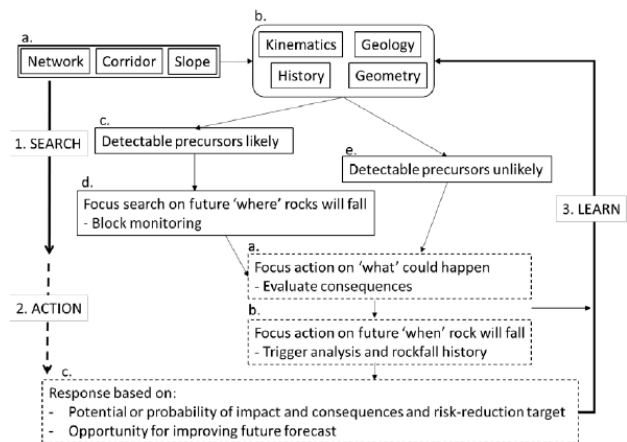 b.
a.
Kinematics Geology
Network Corridor Slope
History Geometry
c.
1. SEARCH
Detectable precursors likely
e.
Detectable precursors unlikely
d.
Focus search on future 'where' rocks will fall
- Block monitoring
3. LEARN
a.
Focus action on 'what' could happen
- Evaluate consequences
2. ACTION
b.
Focus action on future 'when' rock will fall
- Trigger analysis and rockfall history
c.
Response based on:
- Potential or probability of impact and consequences and risk-reduction target
- Opportunity for improving future forecast